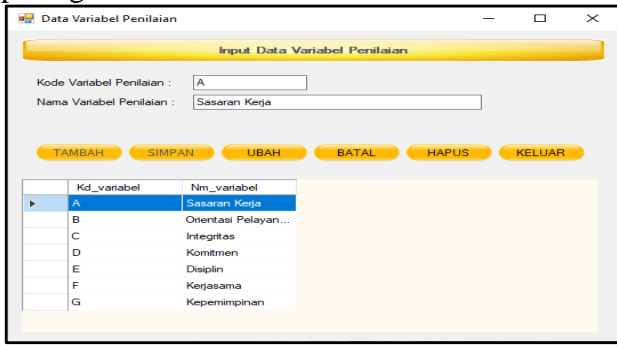 Data Variabel Penilaian
Input Data Variabel Penilaian
Kode Variabel Penilaian : A
Nama Variabel Penilaian : Sasaran Kerja
TAMBAH SIMPAN UBAH BATAL HAPUS KELUAR
Kd_variabel Nm_variabel
A Sasaran Kerja
B Orientasi Pelayan...
C Integritas
D Komitmen
E Disiplin
F Kerjasama
G Kepemimpinan